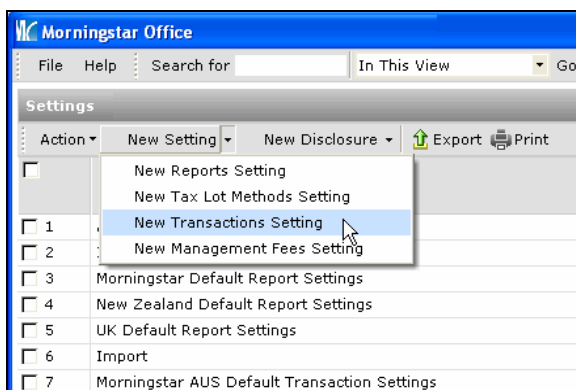 Morningstar Office
File Help Search for In This View Go
Settings
Action New Setting New Disclosure Export Print
New Reports Setting
New Tax Lot Methods Setting
New Transactions Setting
New Management Fees Setting
1
2
3 Morningstar Default Report Settings
4 New Zealand Default Report Settings
5 UK Default Report Settings
6 Import
7 Morningstar AUS Default Transaction Settings